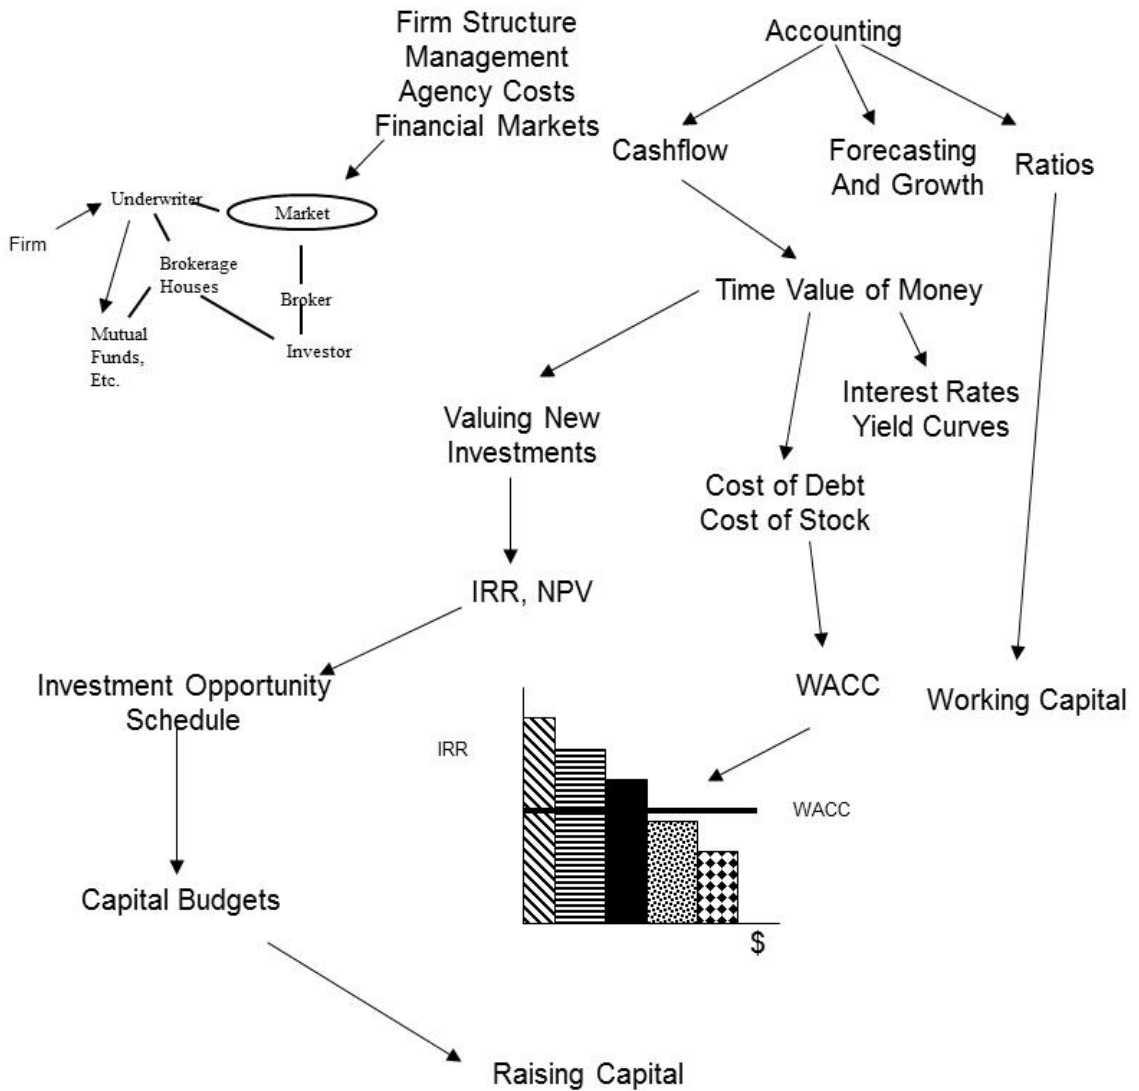 Firm Structure
Management
Agency Costs
Financial Markets
Accounting
Cashflow
Forecasting
And Growth
Ratios
Underwriter
Market
Firm
Brokerage
Houses
Broker
Mutual
Funds,
Etc.
Investor
Time Value of Money
Interest Rates
Yield Curves
Valuing New
Investments
Cost of Debt
Cost of Stock
IRR, NPV
Investment Opportunity
Schedule
WACC
Working Capital
IRR
WACC
Capital Budgets
$
Raising Capital